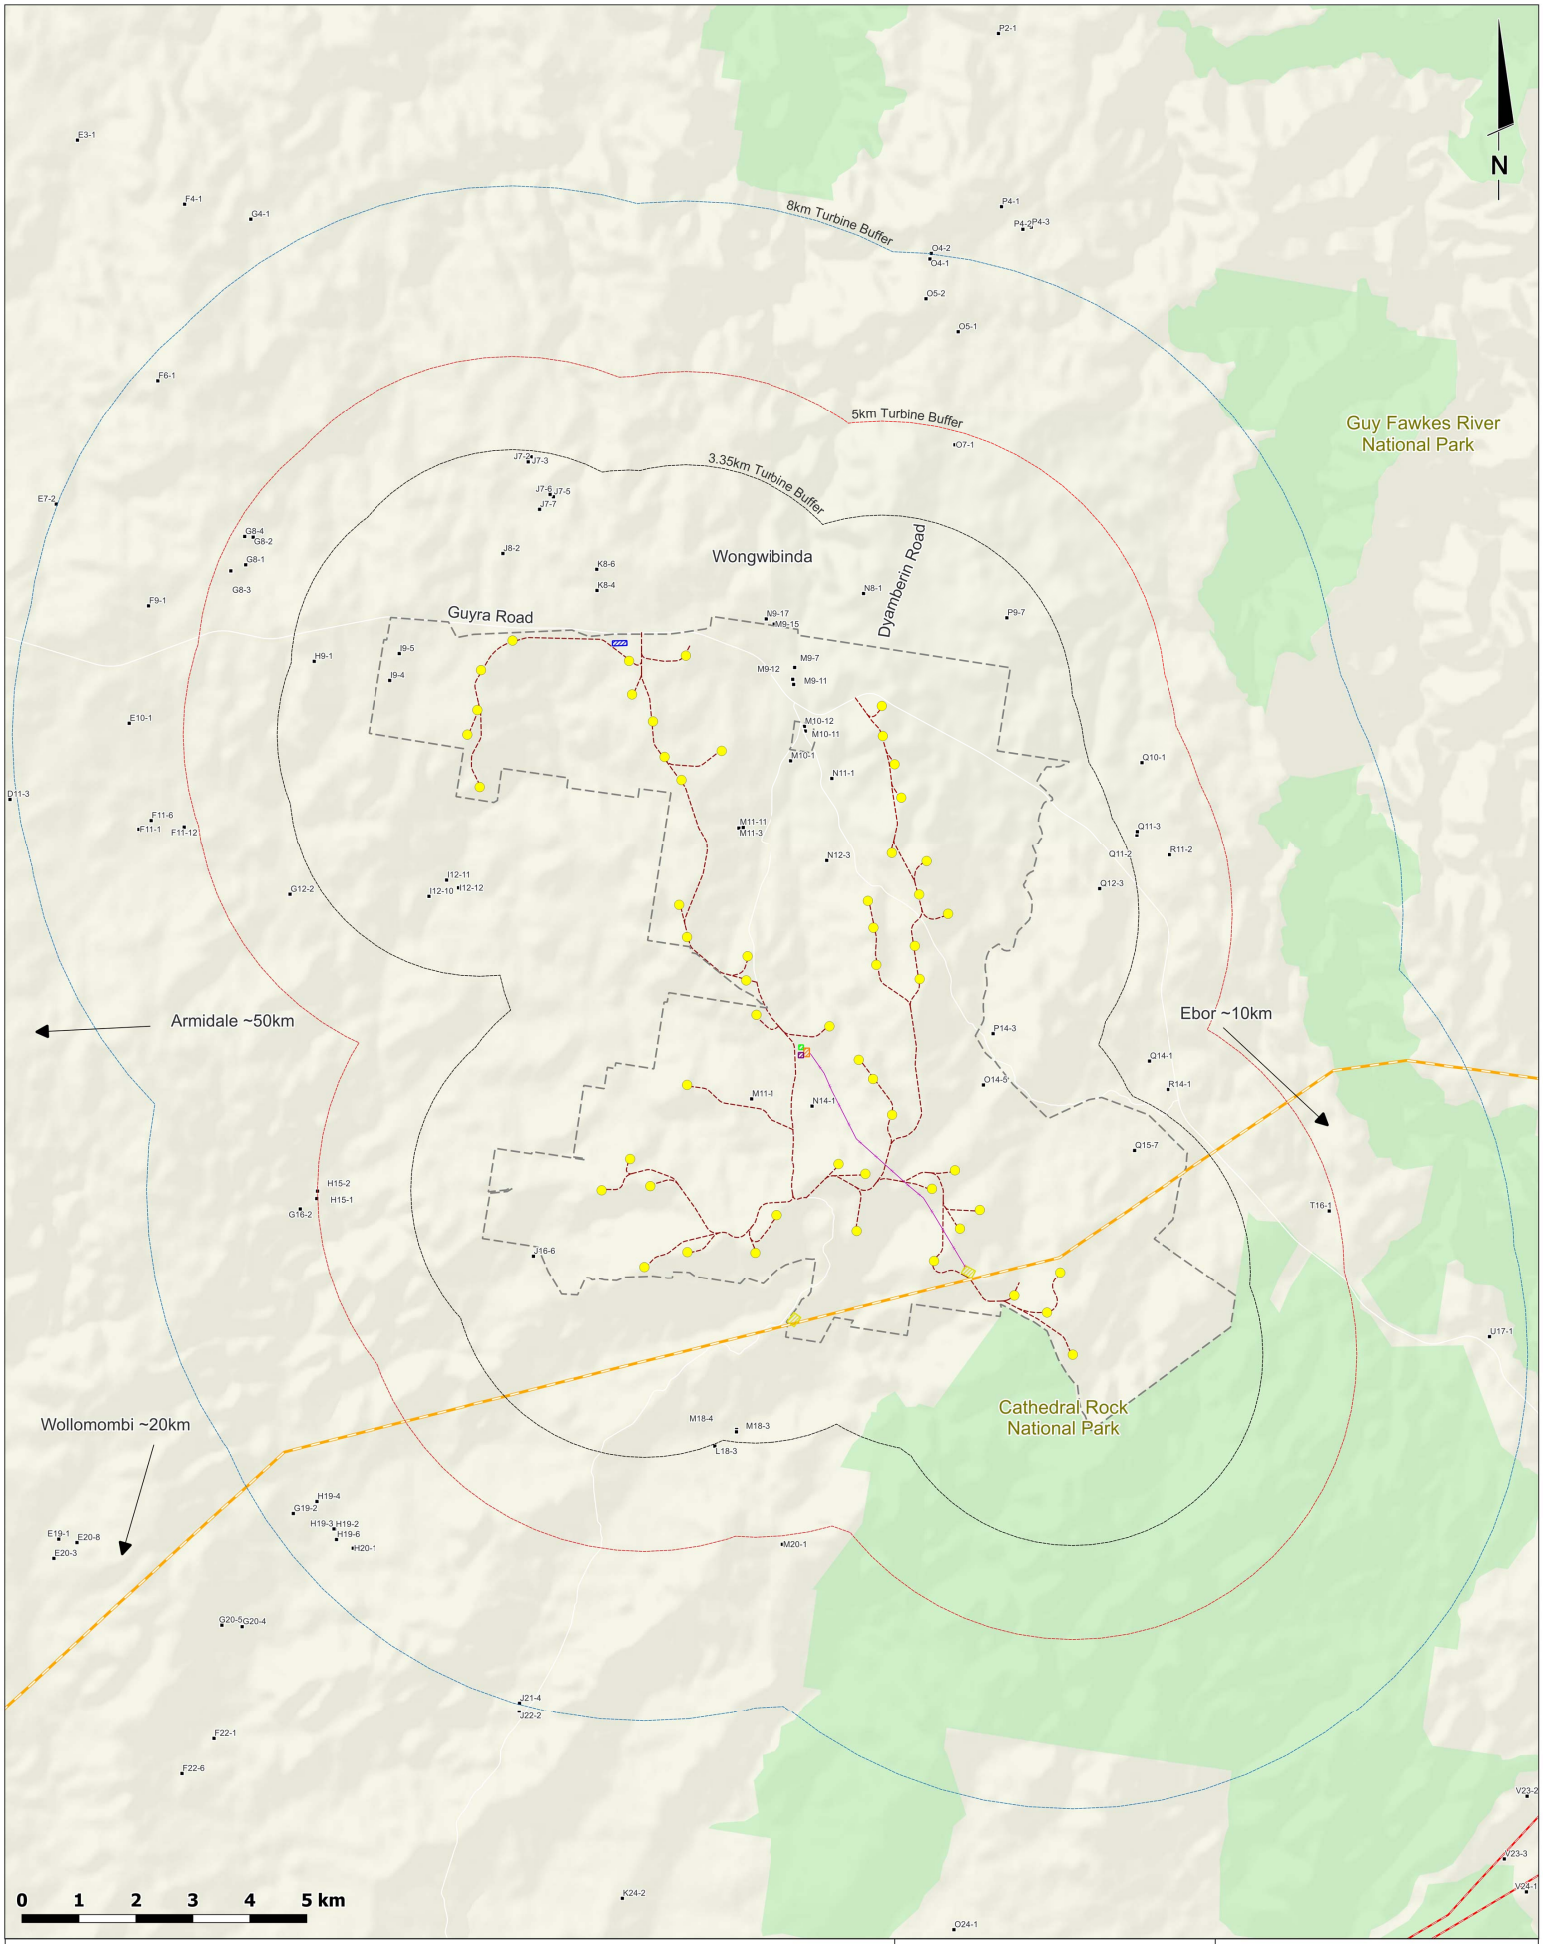 P2-1
E3-1
N
F4-1
G4-1
P4-1
P4-2
P4-3
8km Turbine Buffer
O4-2
O4-1
O5-2
O5-1
F6-1
5km Turbine Buffer
Guy Fawkes River
National Park
O7-1
J7-2
J7-3
3.35km Turbine Buffer
J7-6
J7-5
J7-7
E7-2
G8-4
G8-2
J8-2
Wongwibinda
Dyamberin Road
G8-1
K8-6
G8-3
K8-4
N8-1
F9-1
Guyra Road
N9-17
M9-15
P9-7
I9-5
H9-1
M9-7
M9-12
I9-4
M9-11
E10-1
M10-12
M10-11
M10-1
Q10-1
N11-1
D11-3
F11-6
F11-1
F11-12
M11-11
M11-3
Q11-3
Q11-2
R11-2
N12-3
I12-11
I12-12
I12-10
G12-2
Q12-3
Armidale ~50km
Ebor ~10km
P14-3
Q14-1
O14-5
R14-1
M11-I
N14-1
Q15-7
H15-2
H15-1
G16-2
T16-1
J16-6
U17-1
Cathedral Rock
National Park
Wollomombi ~20km
M18-4
M18-3
L18-3
H19-4
G19-2
H19-3
H19-2
H19-6
H20-1
E19-1
E20-8
E20-3
M20-1
G20-5
G20-4
J21-4
J22-2
F22-1
F22-6
V23-2
V23-3
V24-1
K24-2
O24-1
0 1 2 3 4 5 km